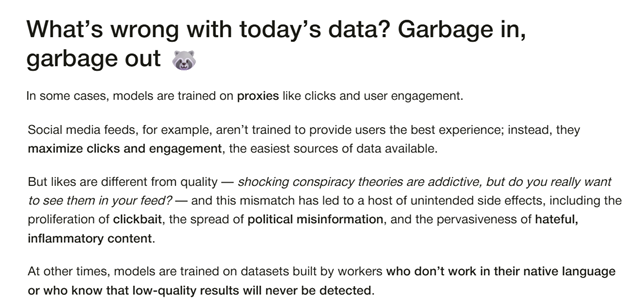 What's wrong with today's data? Garbage in,
garbage out 🦝
In some cases, models are trained on proxies like clicks and user engagement.
Social media feeds, for example, aren't trained to provide users the best experience; instead, they
maximize clicks and engagement, the easiest sources of data available.
But likes are different from quality — shocking conspiracy theories are addictive, but do you really want
to see them in your feed? — and this mismatch has led to a host of unintended side effects, including the
proliferation of clickbait, the spread of political misinformation, and the pervasiveness of hateful,
inflammatory content.
At other times, models are trained on datasets built by workers who don't work in their native language
or who know that low-quality results will never be detected.